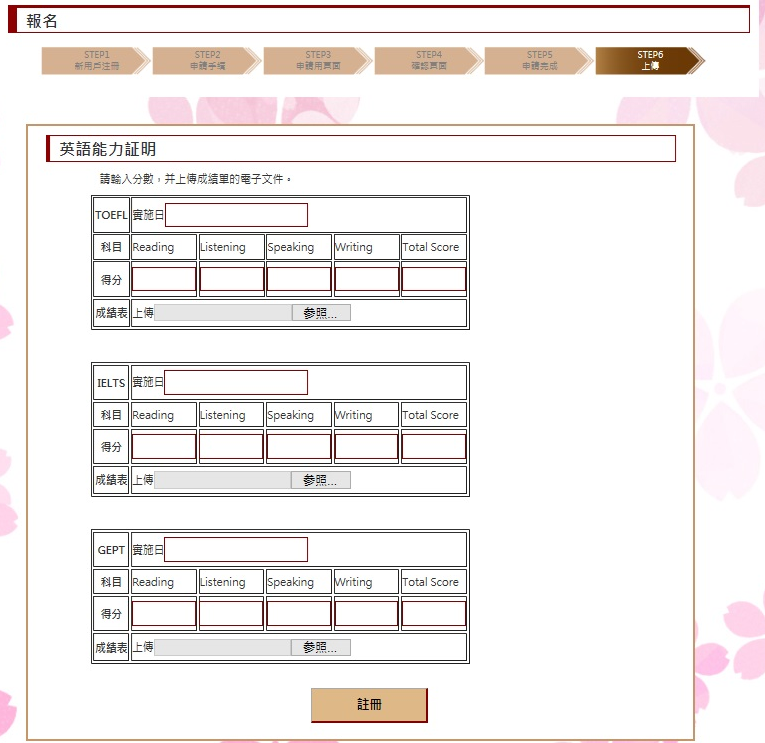 報名
STEP1 STEP2 STEP3 STEP4 STEP5 STEP6
新用戶注冊 申請手續 申請用頁面 確認頁面 申請完成 上傳
英語能力証明
請輸入分數，并上傳成績單的電子文件。
TOEFL 實施日
科目 Reading Listening Speaking Writing Total Score
得分
成績表 上傳 参照...
IELTS 實施日
科目 Reading Listening Speaking Writing Total Score
得分
成績表 上傳 参照...
GEPT 實施日
科目 Reading Listening Speaking Writing Total Score
得分
成績表 上傳 参照...
註冊